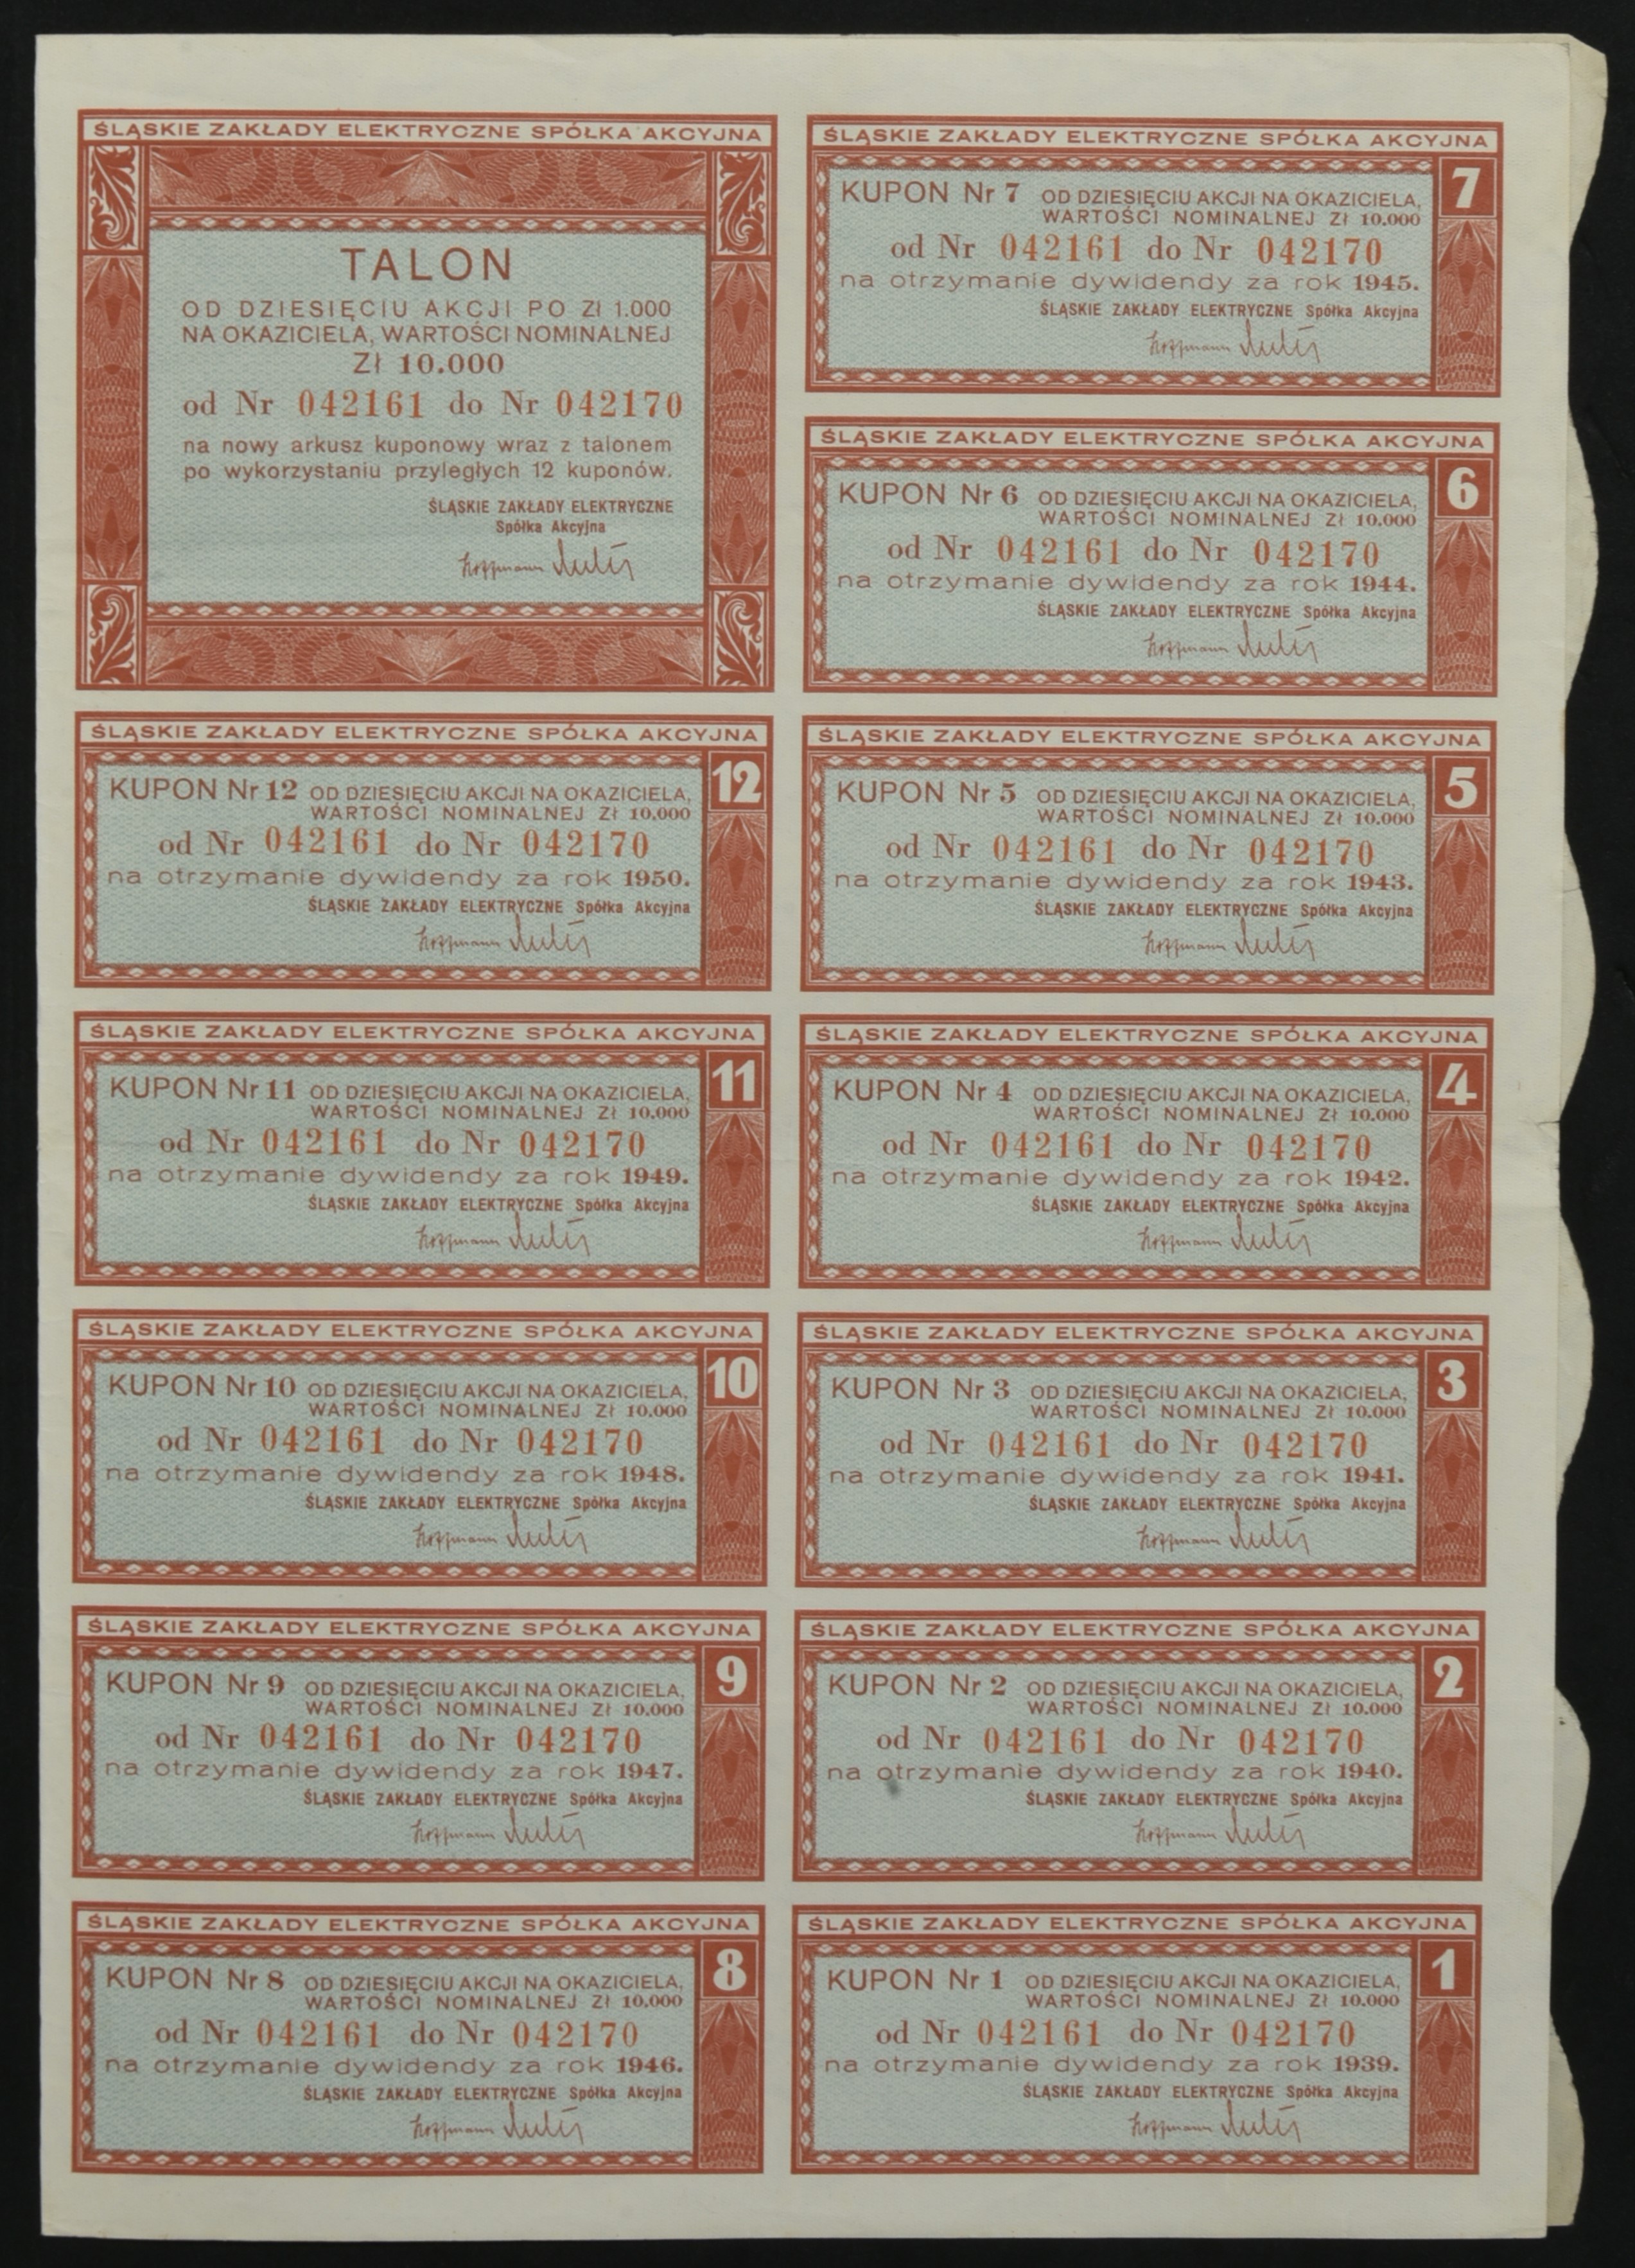 ŚLĄSKIE ZAKŁADY ELEKTRYCZNE SPÓŁKA AKCYJNA
TALON
OD DZIESIĘCIU AKCJI PO Zł 1.000
NA OKAZICIELA, WARTOŚCI NOMINALNEJ
Zł 10.000
od Nr 042161 do Nr 042170
na nowy arkusz kuponowy wraz z talonem
po wykorzystaniu przyległych 12 kuponów.
ŚLĄSKIE ZAKŁADY ELEKTRYCZNE
Spółka Akcyjna
ŚLĄSKIE ZAKŁADY ELEKTRYCZNE SPÓŁKA AKCYJNA
12
KUPON Nr 12 OD DZIESIĘCIU AKCJI NA OKAZICIELA,
WARTOŚCI NOMINALNEJ Zł 10.000
od Nr 042161 do Nr 042170
na otrzymanie dywidendy za rok 1950.
ŚLĄSKIE ZAKŁADY ELEKTRYCZNE Spółka Akcyjna
ŚLĄSKIE ZAKŁADY ELEKTRYCZNE SPÓŁKA AKCYJNA
11
KUPON Nr 11 OD DZIESIĘCIU AKCJI NA OKAZICIELA,
WARTOŚCI NOMINALNEJ Zł 10.000
od Nr 042161 do Nr 042170
na otrzymanie dywidendy za rok 1949.
ŚLĄSKIE ZAKŁADY ELEKTRYCZNE Spółka Akcyjna
ŚLĄSKIE ZAKŁADY ELEKTRYCZNE SPÓŁKA AKCYJNA
10
KUPON Nr 10 OD DZIESIĘCIU AKCJI NA OKAZICIELA,
WARTOŚCI NOMINALNEJ Zł 10.000
od Nr 042161 do Nr 042170
na otrzymanie dywidendy za rok 1948.
ŚLĄSKIE ZAKŁADY ELEKTRYCZNE Spółka Akcyjna
ŚLĄSKIE ZAKŁADY ELEKTRYCZNE SPÓŁKA AKCYJNA
9
KUPON Nr 9 OD DZIESIĘCIU AKCJI NA OKAZICIELA,
WARTOŚCI NOMINALNEJ Zł 10.000
od Nr 042161 do Nr 042170
na otrzymanie dywidendy za rok 1947.
ŚLĄSKIE ZAKŁADY ELEKTRYCZNE Spółka Akcyjna
ŚLĄSKIE ZAKŁADY ELEKTRYCZNE SPÓŁKA AKCYJNA
8
KUPON Nr 8 OD DZIESIĘCIU AKCJI NA OKAZICIELA,
WARTOŚCI NOMINALNEJ Zł 10.000
od Nr 042161 do Nr 042170
na otrzymanie dywidendy za rok 1946.
ŚLĄSKIE ZAKŁADY ELEKTRYCZNE Spółka Akcyjna
ŚLĄSKIE ZAKŁADY ELEKTRYCZNE SPÓŁKA AKCYJNA
7
KUPON Nr 7 OD DZIESIĘCIU AKCJI NA OKAZICIELA,
WARTOŚCI NOMINALNEJ Zł 10.000
od Nr 042161 do Nr 042170
na otrzymanie dywidendy za rok 1945.
ŚLĄSKIE ZAKŁADY ELEKTRYCZNE Spółka Akcyjna
ŚLĄSKIE ZAKŁADY ELEKTRYCZNE SPÓŁKA AKCYJNA
6
KUPON Nr 6 OD DZIESIĘCIU AKCJI NA OKAZICIELA,
WARTOŚCI NOMINALNEJ Zł 10.000
od Nr 042161 do Nr 042170
na otrzymanie dywidendy za rok 1944.
ŚLĄSKIE ZAKŁADY ELEKTRYCZNE Spółka Akcyjna
ŚLĄSKIE ZAKŁADY ELEKTRYCZNE SPÓŁKA AKCYJNA
5
KUPON Nr 5 OD DZIESIĘCIU AKCJI NA OKAZICIELA,
WARTOŚCI NOMINALNEJ Zł 10.000
od Nr 042161 do Nr 042170
na otrzymanie dywidendy za rok 1943.
ŚLĄSKIE ZAKŁADY ELEKTRYCZNE Spółka Akcyjna
ŚLĄSKIE ZAKŁADY ELEKTRYCZNE SPÓŁKA AKCYJNA
4
KUPON Nr 4 OD DZIESIĘCIU AKCJI NA OKAZICIELA,
WARTOŚCI NOMINALNEJ Zł 10.000
od Nr 042161 do Nr 042170
na otrzymanie dywidendy za rok 1942.
ŚLĄSKIE ZAKŁADY ELEKTRYCZNE Spółka Akcyjna
ŚLĄSKIE ZAKŁADY ELEKTRYCZNE SPÓŁKA AKCYJNA
3
KUPON Nr 3 OD DZIESIĘCIU AKCJI NA OKAZICIELA,
WARTOŚCI NOMINALNEJ Zł 10.000
od Nr 042161 do Nr 042170
na otrzymanie dywidendy za rok 1941.
ŚLĄSKIE ZAKŁADY ELEKTRYCZNE Spółka Akcyjna
ŚLĄSKIE ZAKŁADY ELEKTRYCZNE SPÓŁKA AKCYJNA
2
KUPON Nr 2 OD DZIESIĘCIU AKCJI NA OKAZICIELA,
WARTOŚCI NOMINALNEJ Zł 10.000
od Nr 042161 do Nr 042170
na otrzymanie dywidendy za rok 1940.
ŚLĄSKIE ZAKŁADY ELEKTRYCZNE Spółka Akcyjna
ŚLĄSKIE ZAKŁADY ELEKTRYCZNE SPÓŁKA AKCYJNA
1
KUPON Nr 1 OD DZIESIĘCIU AKCJI NA OKAZICIELA,
WARTOŚCI NOMINALNEJ Zł 10.000
od Nr 042161 do Nr 042170
na otrzymanie dywidendy za rok 1939.
ŚLĄSKIE ZAKŁADY ELEKTRYCZNE Spółka Akcyjna